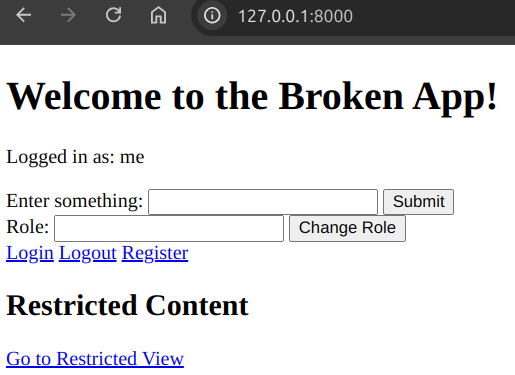 127.0.0.1:8000
Welcome to the Broken App!
Logged in as: me
Enter something: Submit
Role: Change Role
Login Logout Register
Restricted Content
Go to Restricted View